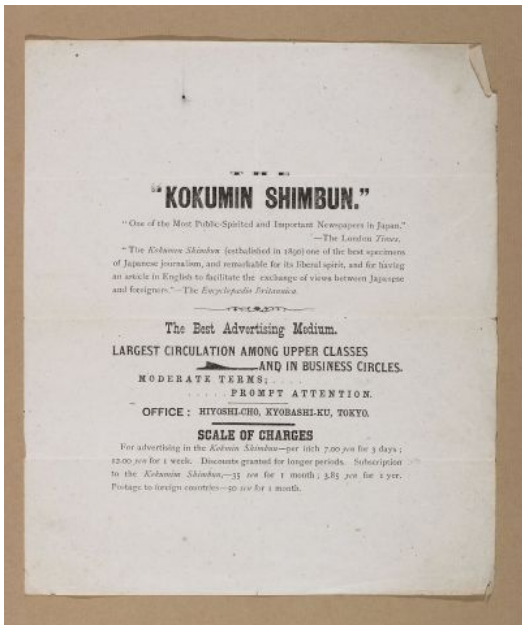 THE
"KOKUMIN SHIMBUN."
"One of the Most Public-Spirited and Important Newspapers in Japan."
—The London Times.
"The Kokumin Shimbun (esthalished in 1890) one of the best specimens
of Japanese journalism, and remarkable for its liberal spirit, and for having
an article in English to facilitate the exchange of views between Japanese
and foreigners."—The Encyclopædia Britannica.
The Best Advertising Medium.
LARGEST CIRCULATION AMONG UPPER CLASSES
AND IN BUSINESS CIRCLES.
MODERATE TERMS; ....
..... PROMPT ATTENTION.
OFFICE: HIYOSHI-CHO, KYOBASHI-KU, TOKYO.
SCALE OF CHARGES
For advertising in the Kokmin Shimbun—per inch 7.00 yen for 3 days;
12.00 yen for 1 week. Discounts granted for longer periods. Subscription
to the Kokumim Shimbun,—35 sen for 1 month; 3.85 yen for 1 yer.
Postage to foreign countries—50 sen for 1 month.